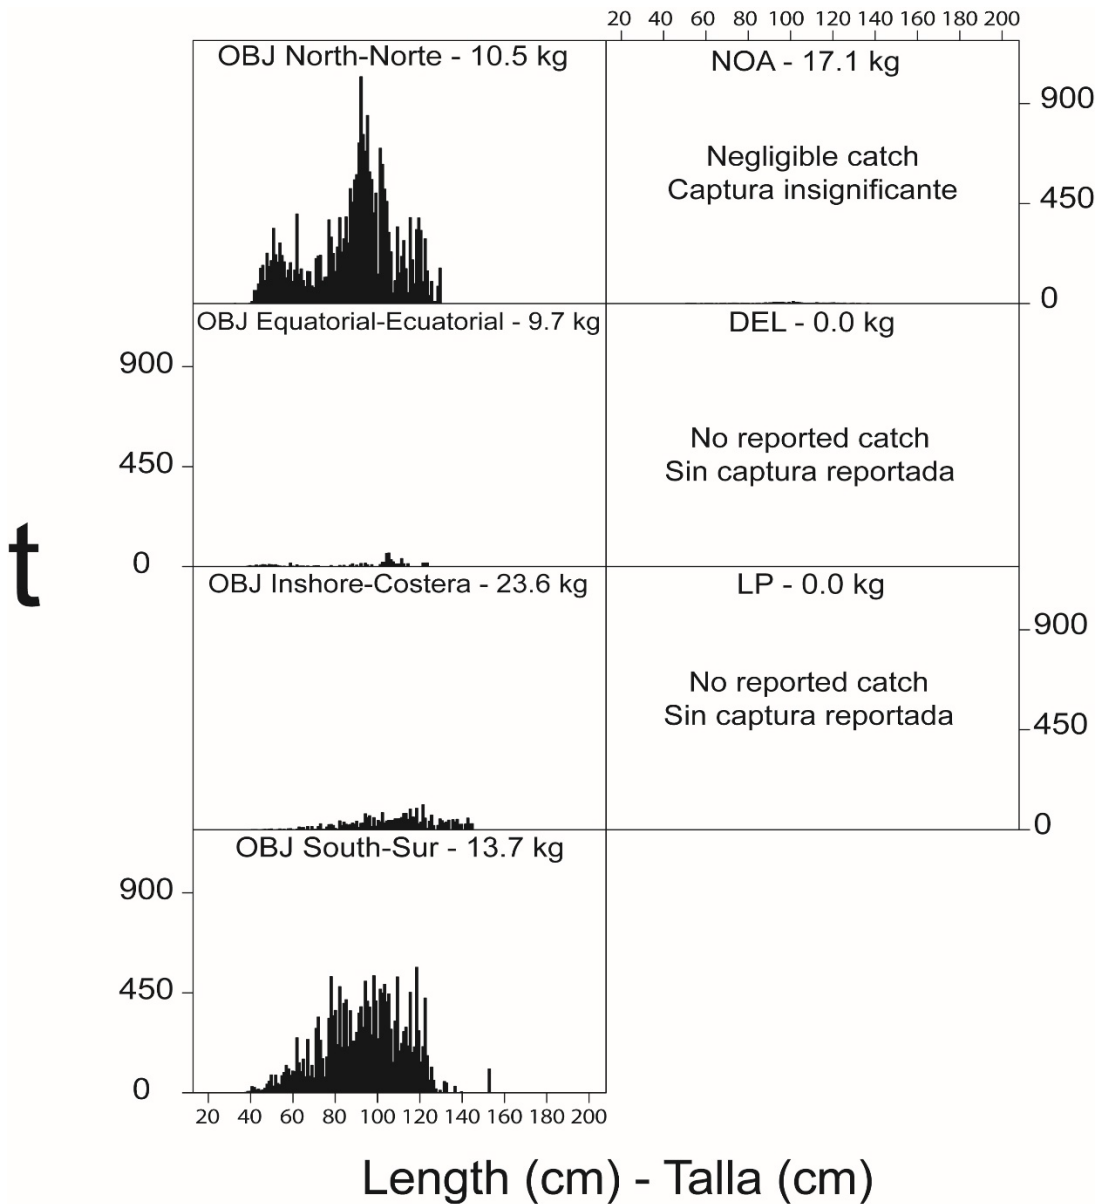 20 40 60 80 100 120 140 160 180 200
OBJ North-Norte - 10.5 kg
NOA - 17.1 kg
Negligible catch
Captura insignificante
900
450
0
OBJ Equatorial-Ecuatorial - 9.7 kg
900
450
0
DEL - 0.0 kg
No reported catch
Sin captura reportada
t
OBJ Inshore-Costera - 23.6 kg
LP - 0.0 kg
No reported catch
Sin captura reportada
900
450
0
OBJ South-Sur - 13.7 kg
900
450
0
20 40 60 80 100 120 140 160 180 200
Length (cm) - Talla (cm)